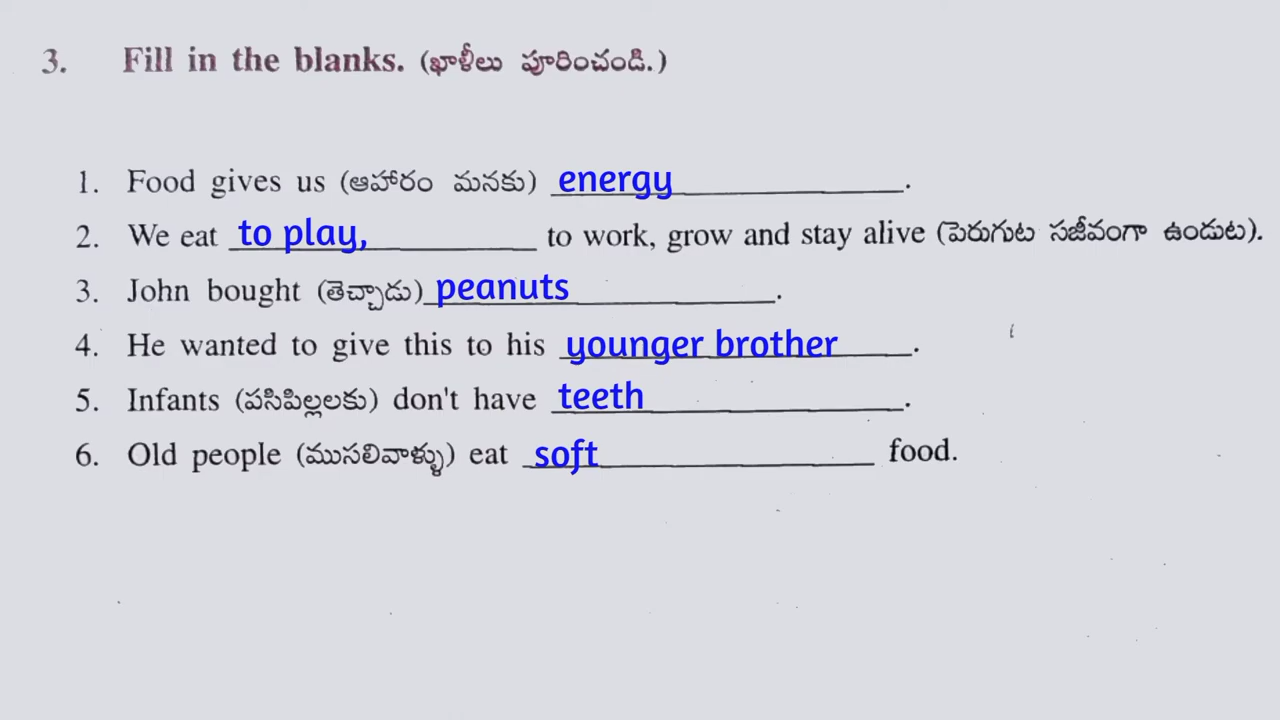 3. Fill in the blanks. (ఖాళీలు పూరించండి.)
1. Food gives us (ఆహారం మనకు) energy.
2. We eat to play, to work, grow and stay alive (పెరుగుట సజీవంగా ఉండుట).
3. John bought (తెచ్చాడు) peanuts.
4. He wanted to give this to his younger brother.
5. Infants (పసిపిల్లలకు) don't have teeth.
6. Old people (ముసలివాళ్ళు) eat soft food.